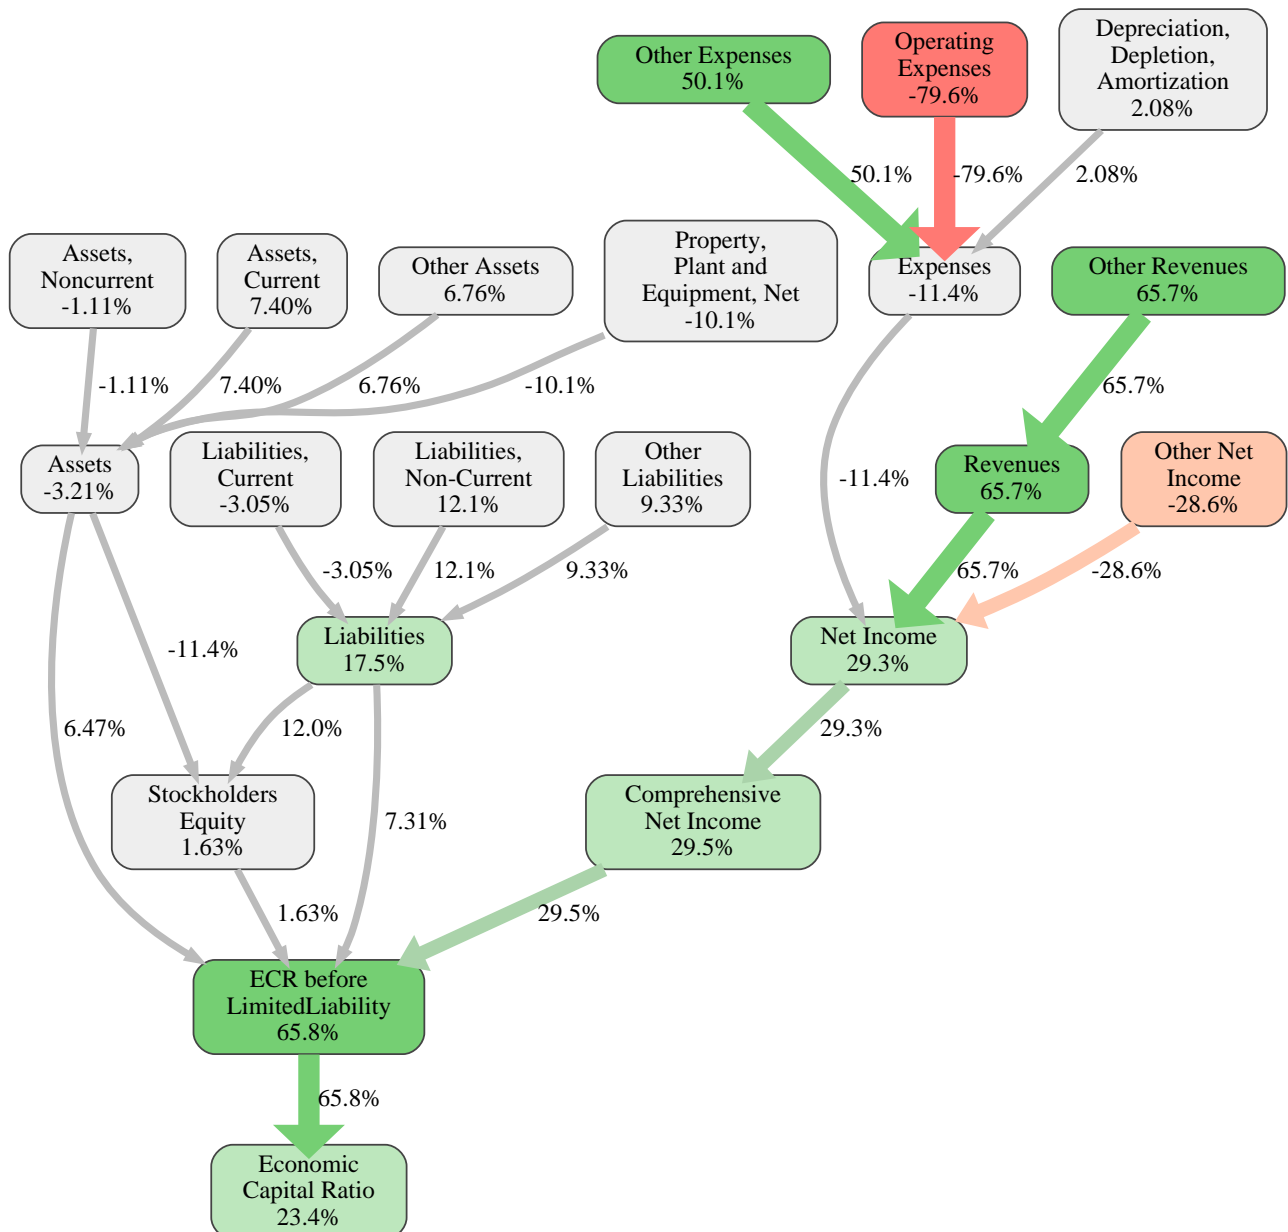 Other Expenses
50.1%
Operating
Expenses
-79.6%
Depreciation,
Depletion,
Amortization
2.08%
50.1%
-79.6%
2.08%
Assets,
Noncurrent
-1.11%
Assets,
Current
7.40%
Other Assets
6.76%
Property,
Plant and
Equipment, Net
-10.1%
Expenses
-11.4%
Other Revenues
65.7%
-1.11%
7.40%
6.76%
-10.1%
65.7%
Assets
-3.21%
Liabilities,
Current
-3.05%
Liabilities,
Non-Current
12.1%
Other
Liabilities
9.33%
-11.4%
Revenues
65.7%
Other Net
Income
-28.6%
-3.05%
12.1%
9.33%
65.7%
-28.6%
-11.4%
Liabilities
17.5%
Net Income
29.3%
6.47%
12.0%
29.3%
Stockholders
Equity
1.63%
7.31%
Comprehensive
Net Income
29.5%
1.63%
29.5%
ECR before
LimitedLiability
65.8%
65.8%
Economic
Capital Ratio
23.4%